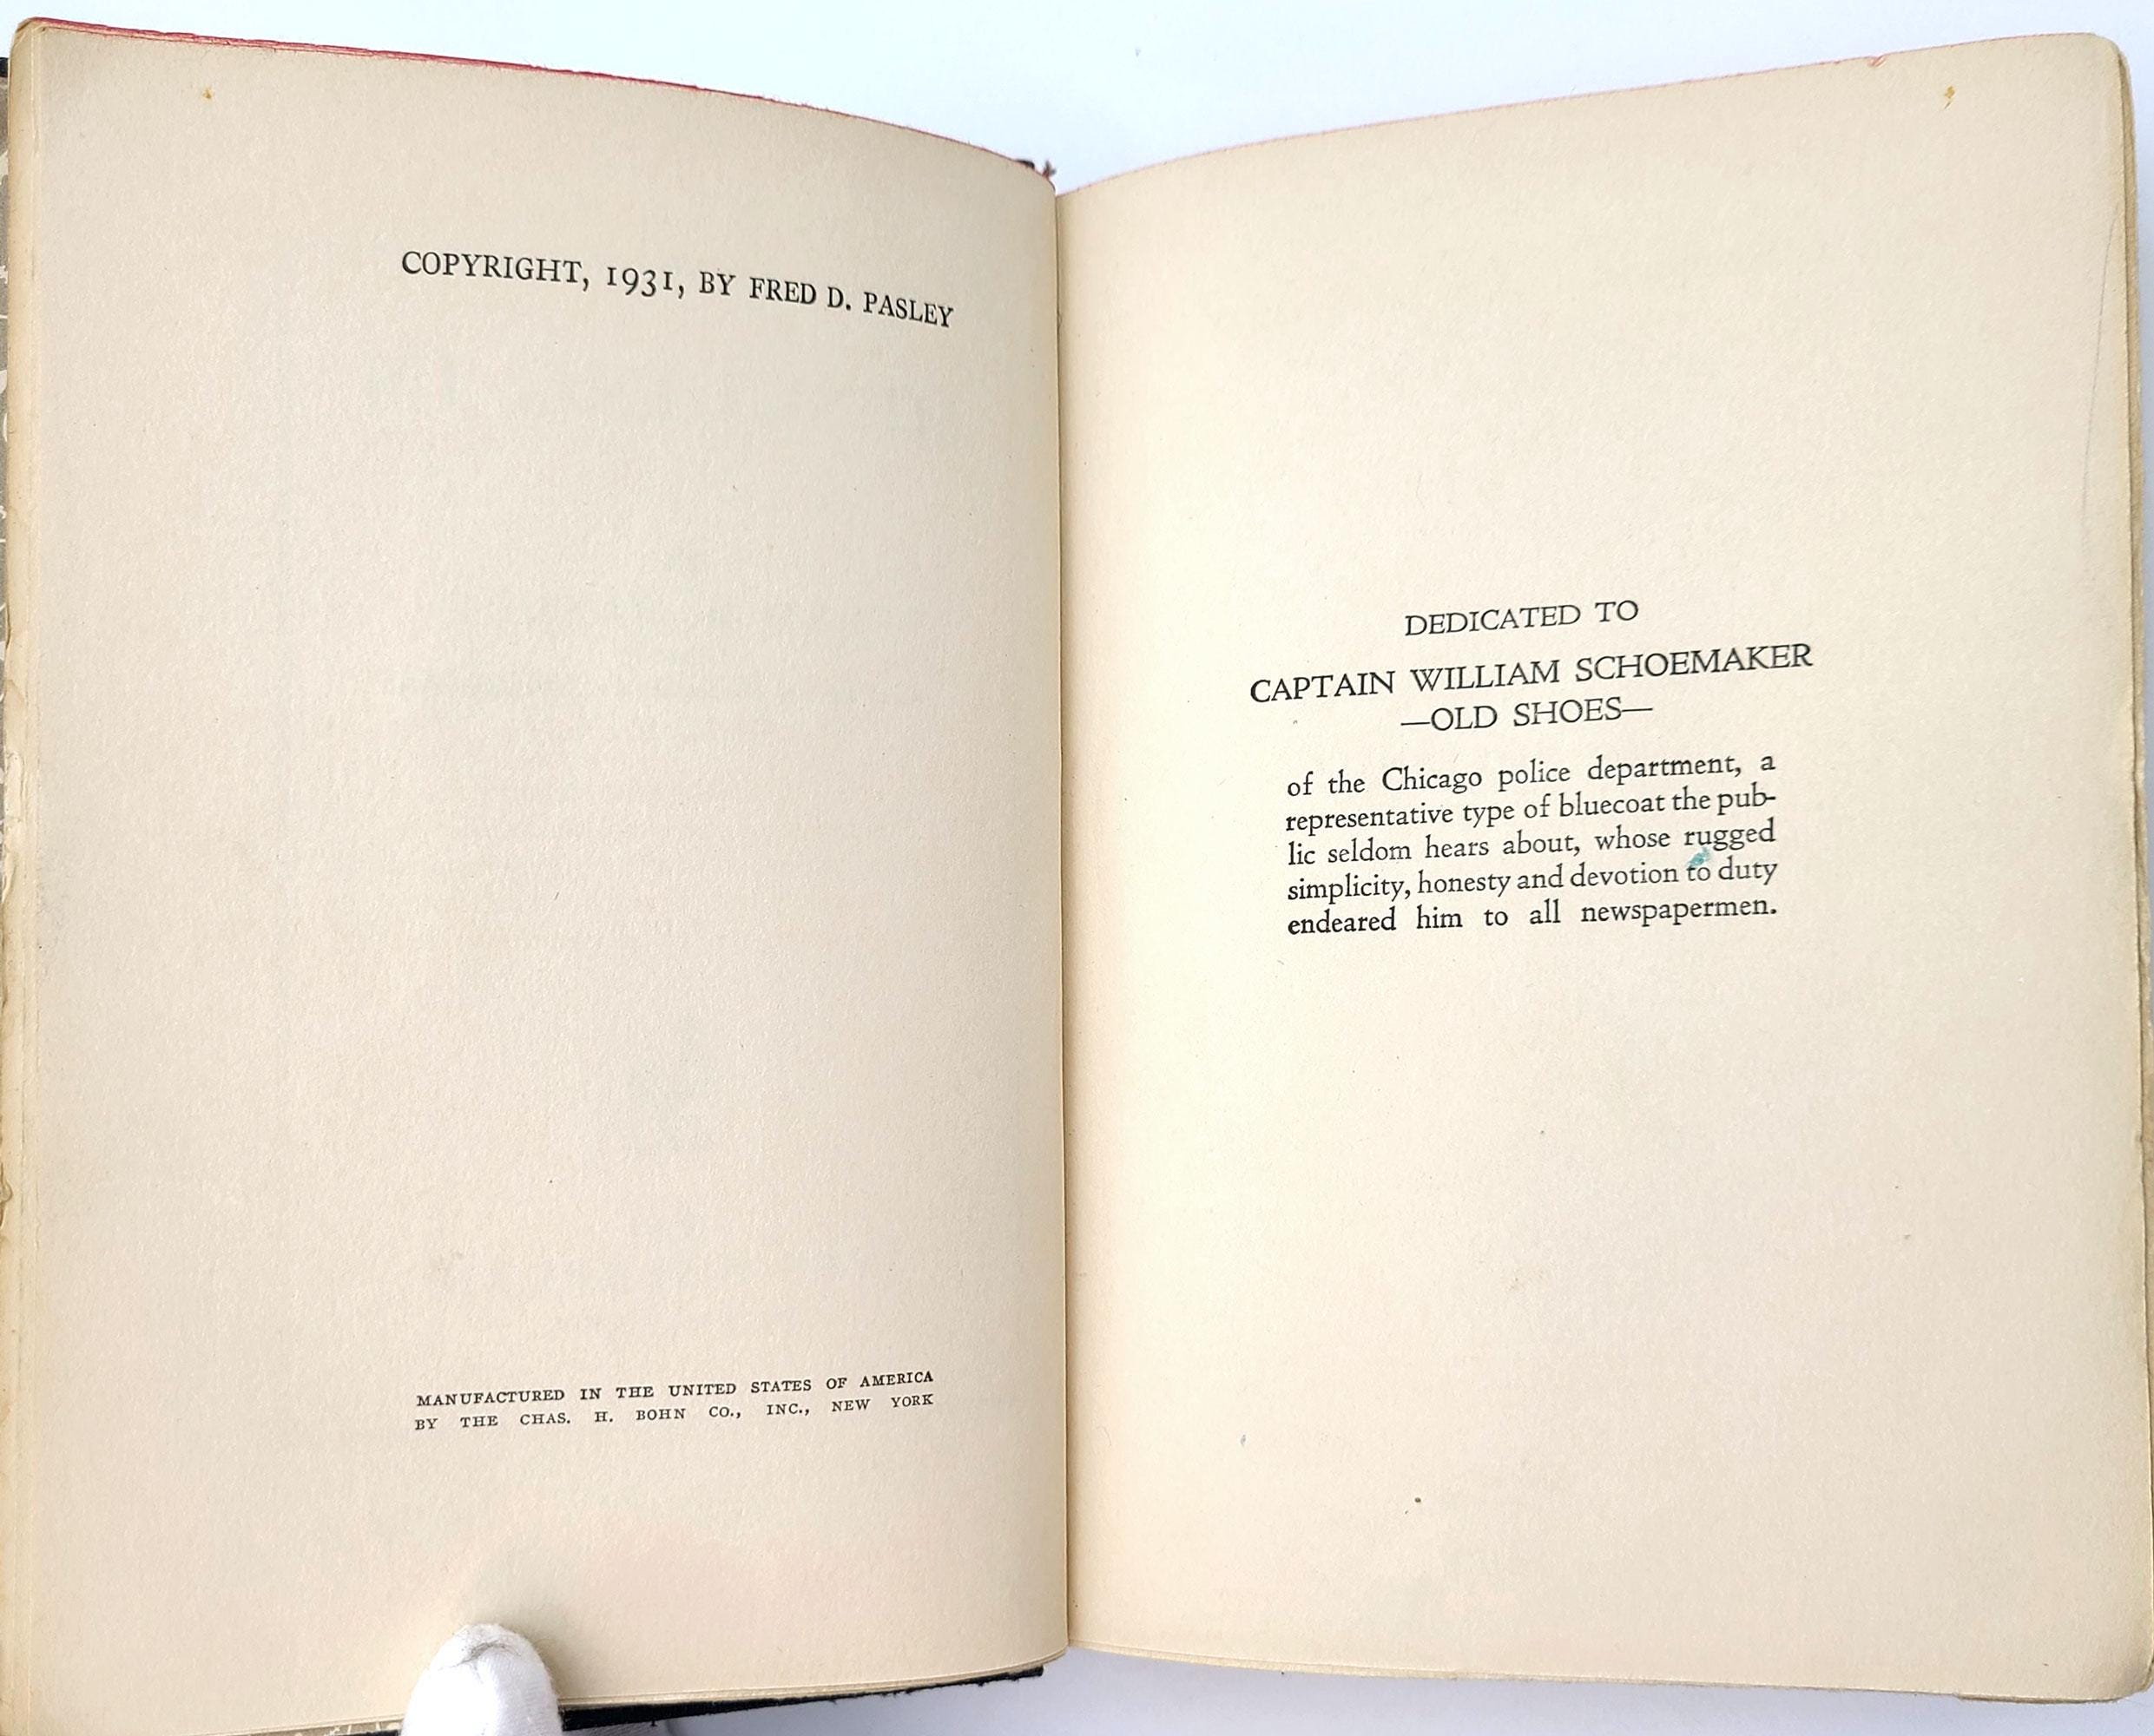 COPYRIGHT, 1931, BY FRED D. PASLEY
MANUFACTURED IN THE UNITED STATES OF AMERICA
BY THE CHAS. H. BOHN CO., INC., NEW YORK
DEDICATED TO
CAPTAIN WILLIAM SCHOEMAKER
—OLD SHOES—
of the Chicago police department, a
representative type of bluecoat the pub-
lic seldom hears about, whose rugged
simplicity, honesty and devotion to duty
endeared him to all newspapermen.